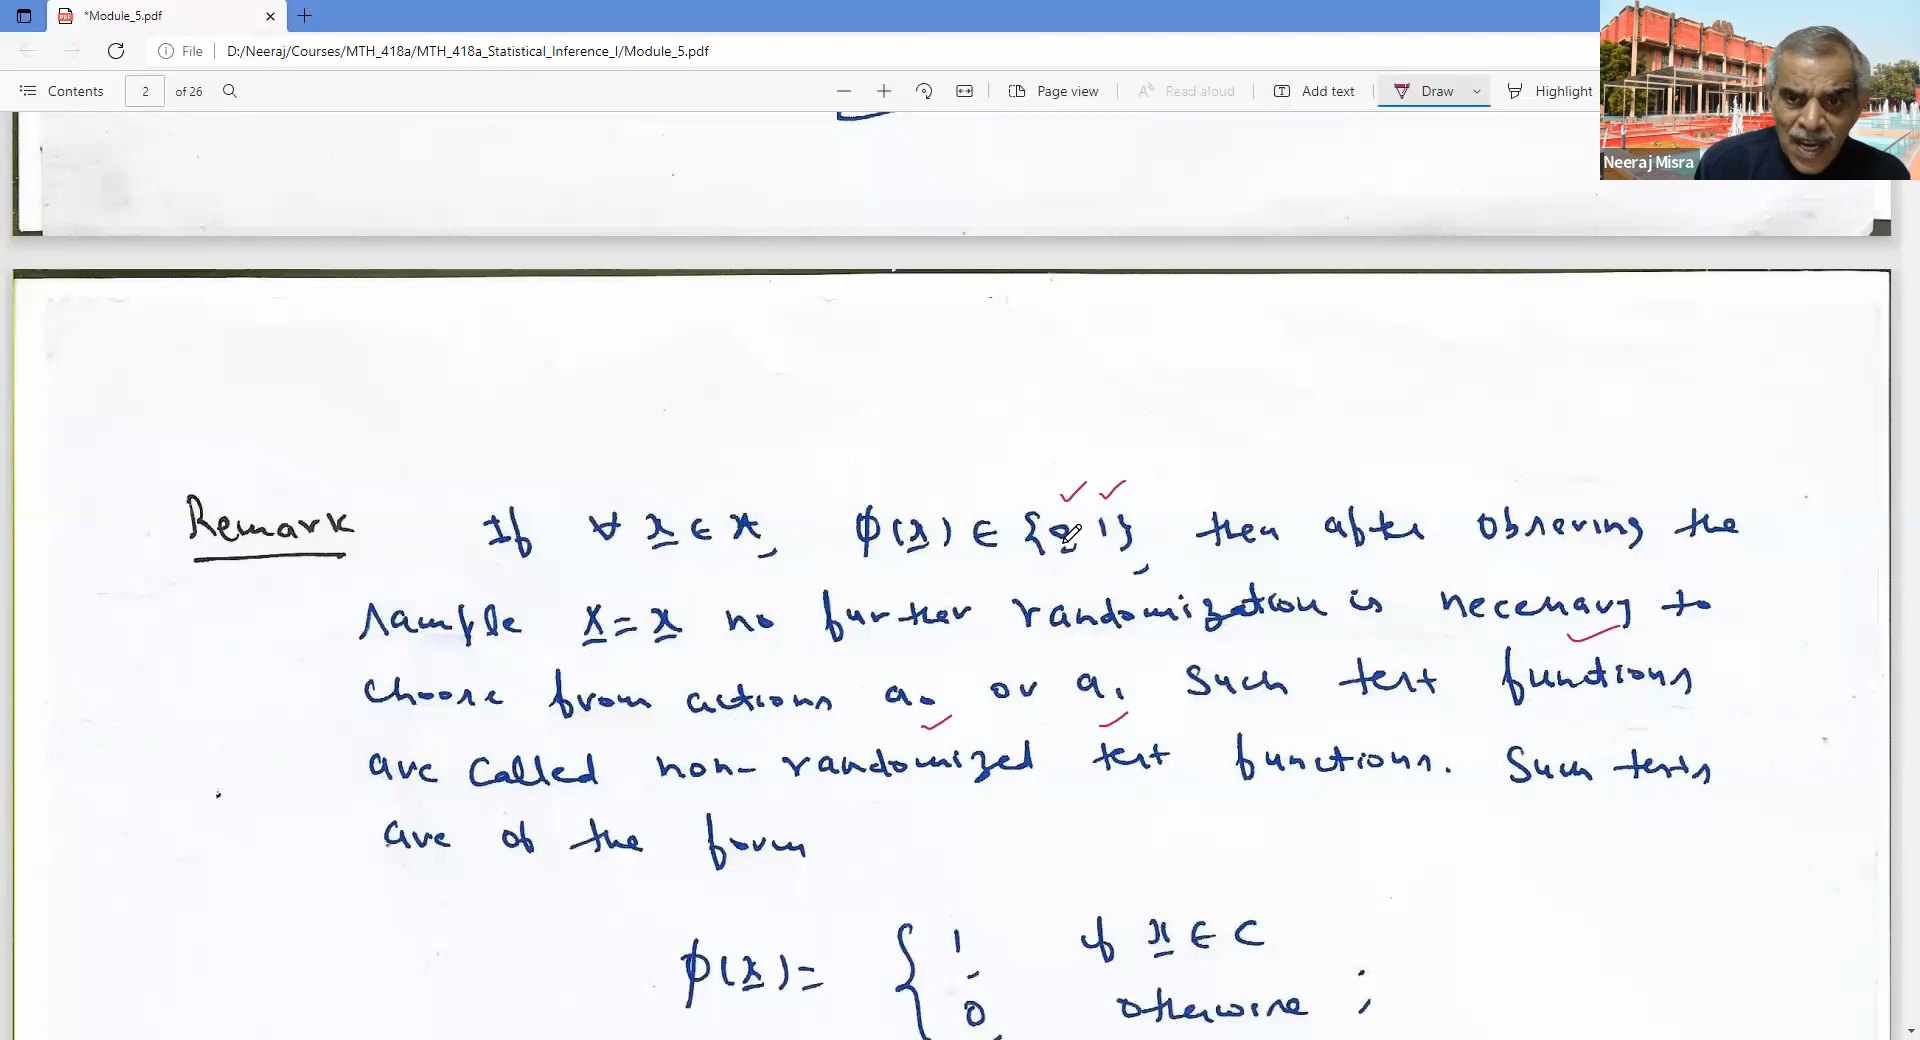 *Module_5.pdf
File D:/Neeraj/Courses/MTH_418a/MTH_418a_Statistical_Inference_I/Module_5.pdf
Contents 2 of 26 Page view Read aloud Add text Draw Highlight
Neeraj Misra
Remark If ∀ x ∈ 𝒳, φ(x) ∈ {0, 1}, then after observing the
sample X = x no further randomization is necessary to
choose from actions a₀ or a₁. Such test functions
are called non-randomized test functions. Such tests
are of the form
φ(x) = { 1 if x ∈ C
0 otherwise ;